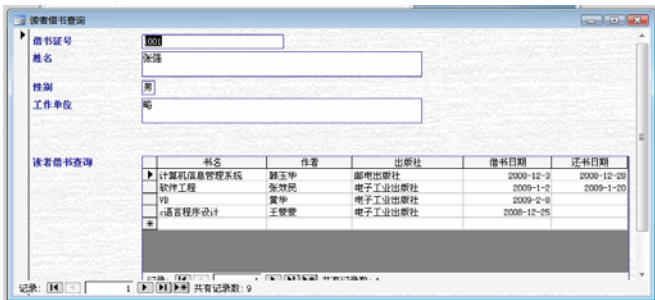 读者借书查询
借书证号 001
姓名 张强
性别 男
工作单位 略
读者借书查询
书名 作者 出版社 借书日期 还书日期
计算机信息管理系统 韩玉华 邮电出版社 2008-12-3 2008-12-20
软件工程 张效民 电子工业出版社 2009-1-2 2009-1-20
VB 黄华 电子工业出版社 2009-2-8
c语言程序设计 王蒙蒙 电子工业出版社 2008-12-25
记录: 1 共有记录数: 9